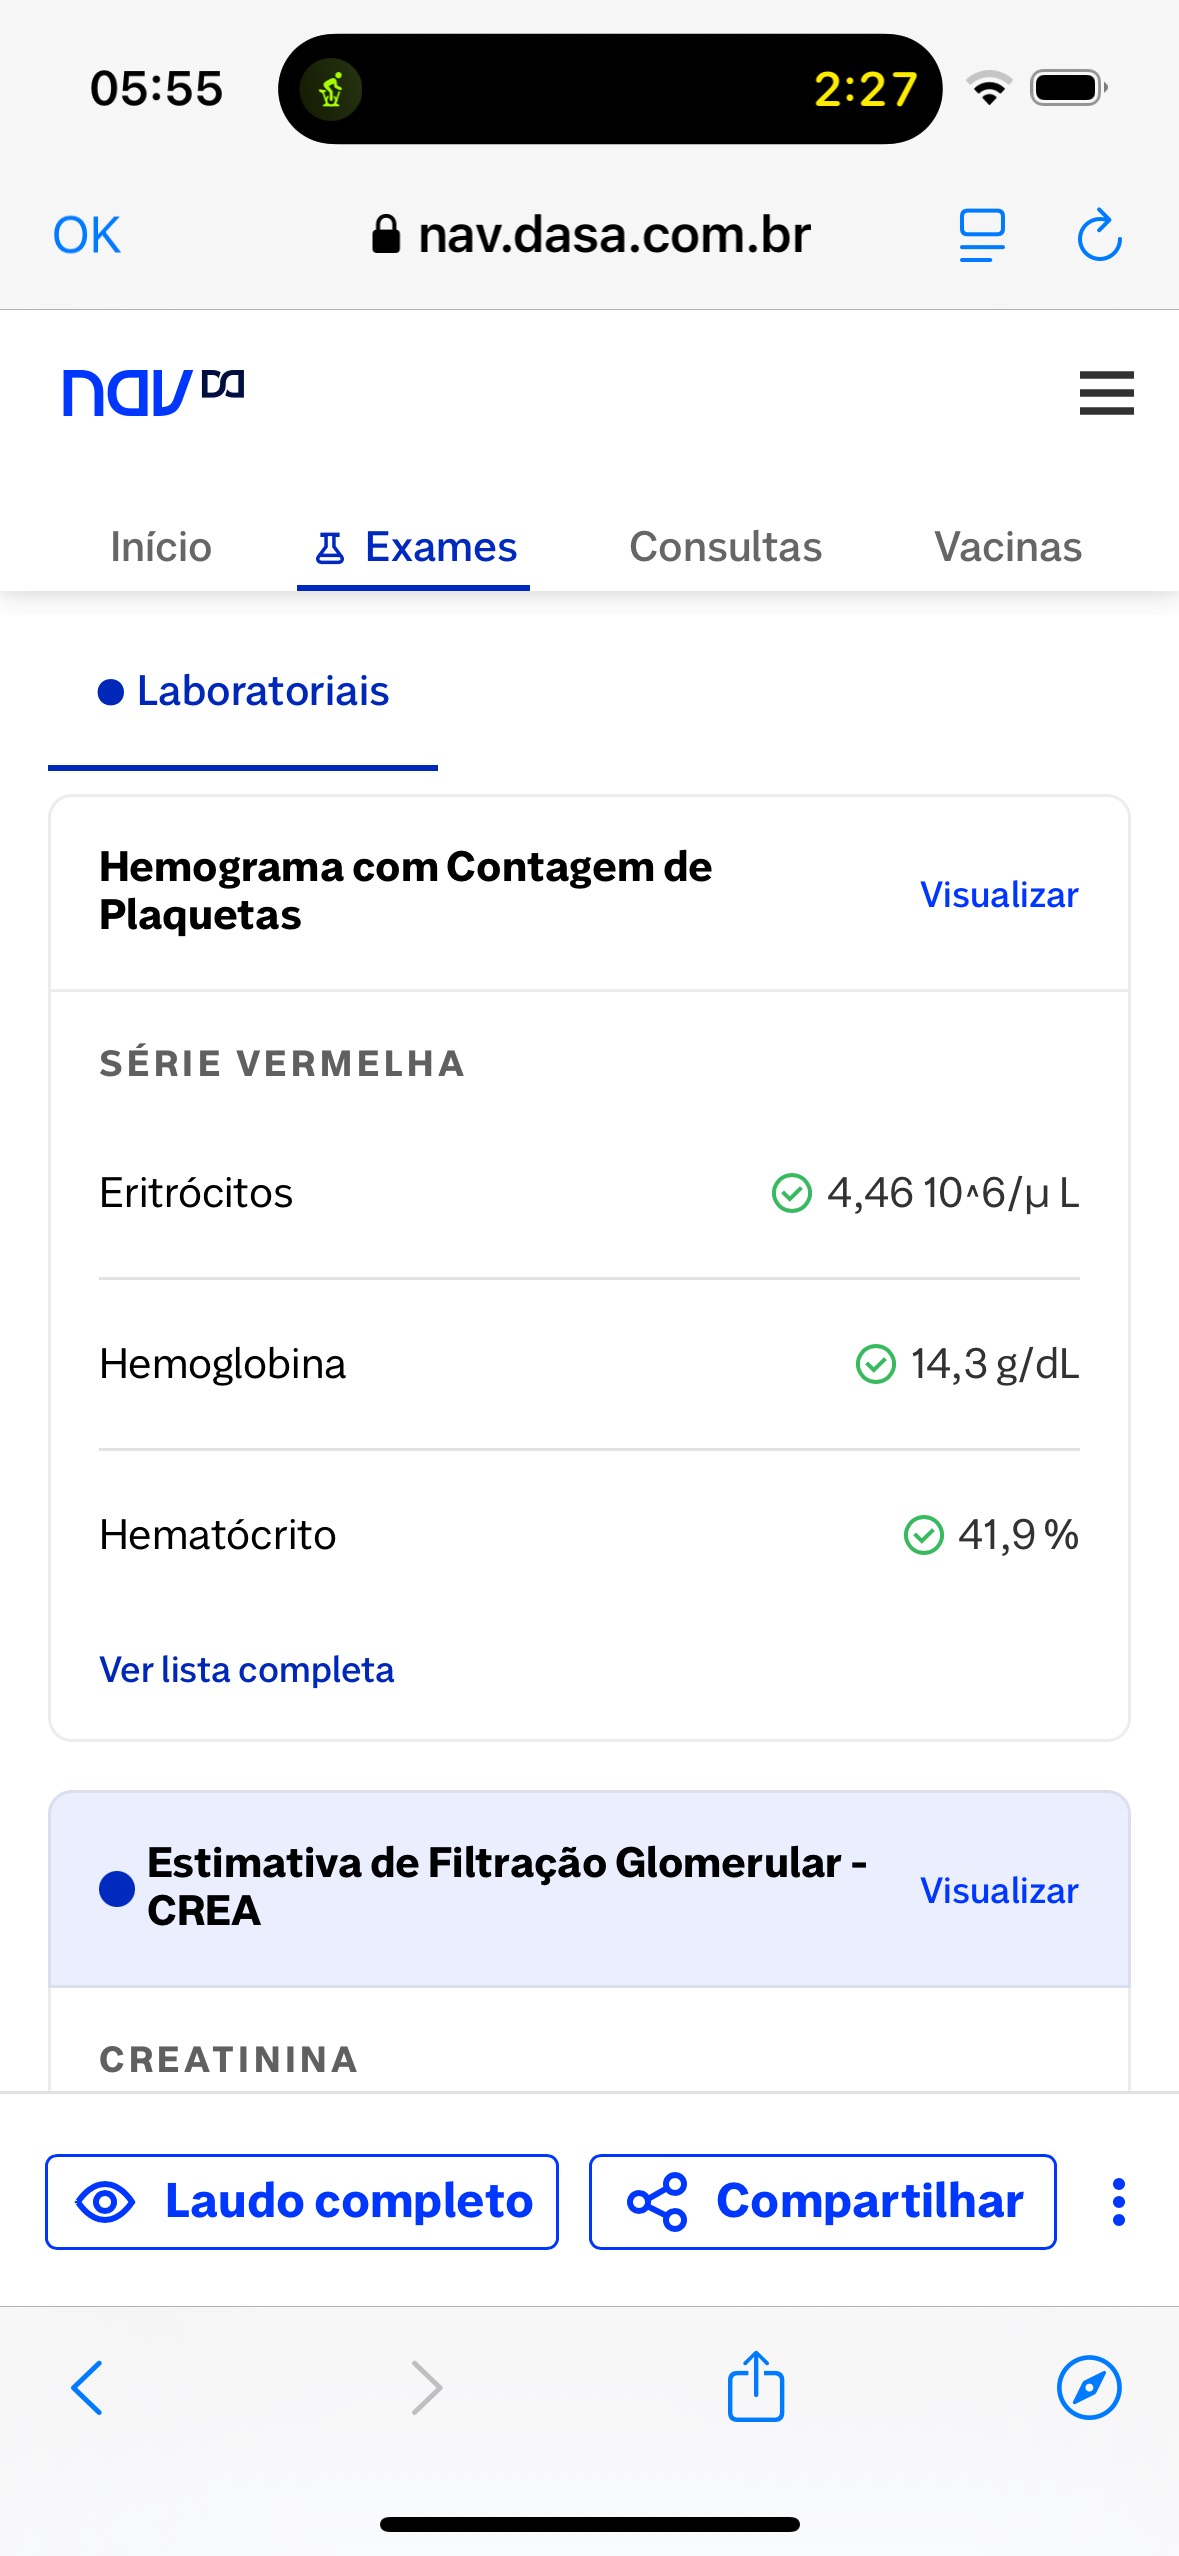 05:55
2:27
OK
nav.dasa.com.br
nav
Início
Exames
Consultas
Vacinas
Laboratoriais
Hemograma com Contagem de
Plaquetas
Visualizar
SÉRIE VERMELHA
Eritrócitos
4,46 10^6/µ L
Hemoglobina
14,3 g/dL
Hematócrito
41,9 %
Ver lista completa
Estimativa de Filtração Glomerular -
CREA
Visualizar
CREATININA
Laudo completo
Compartilhar